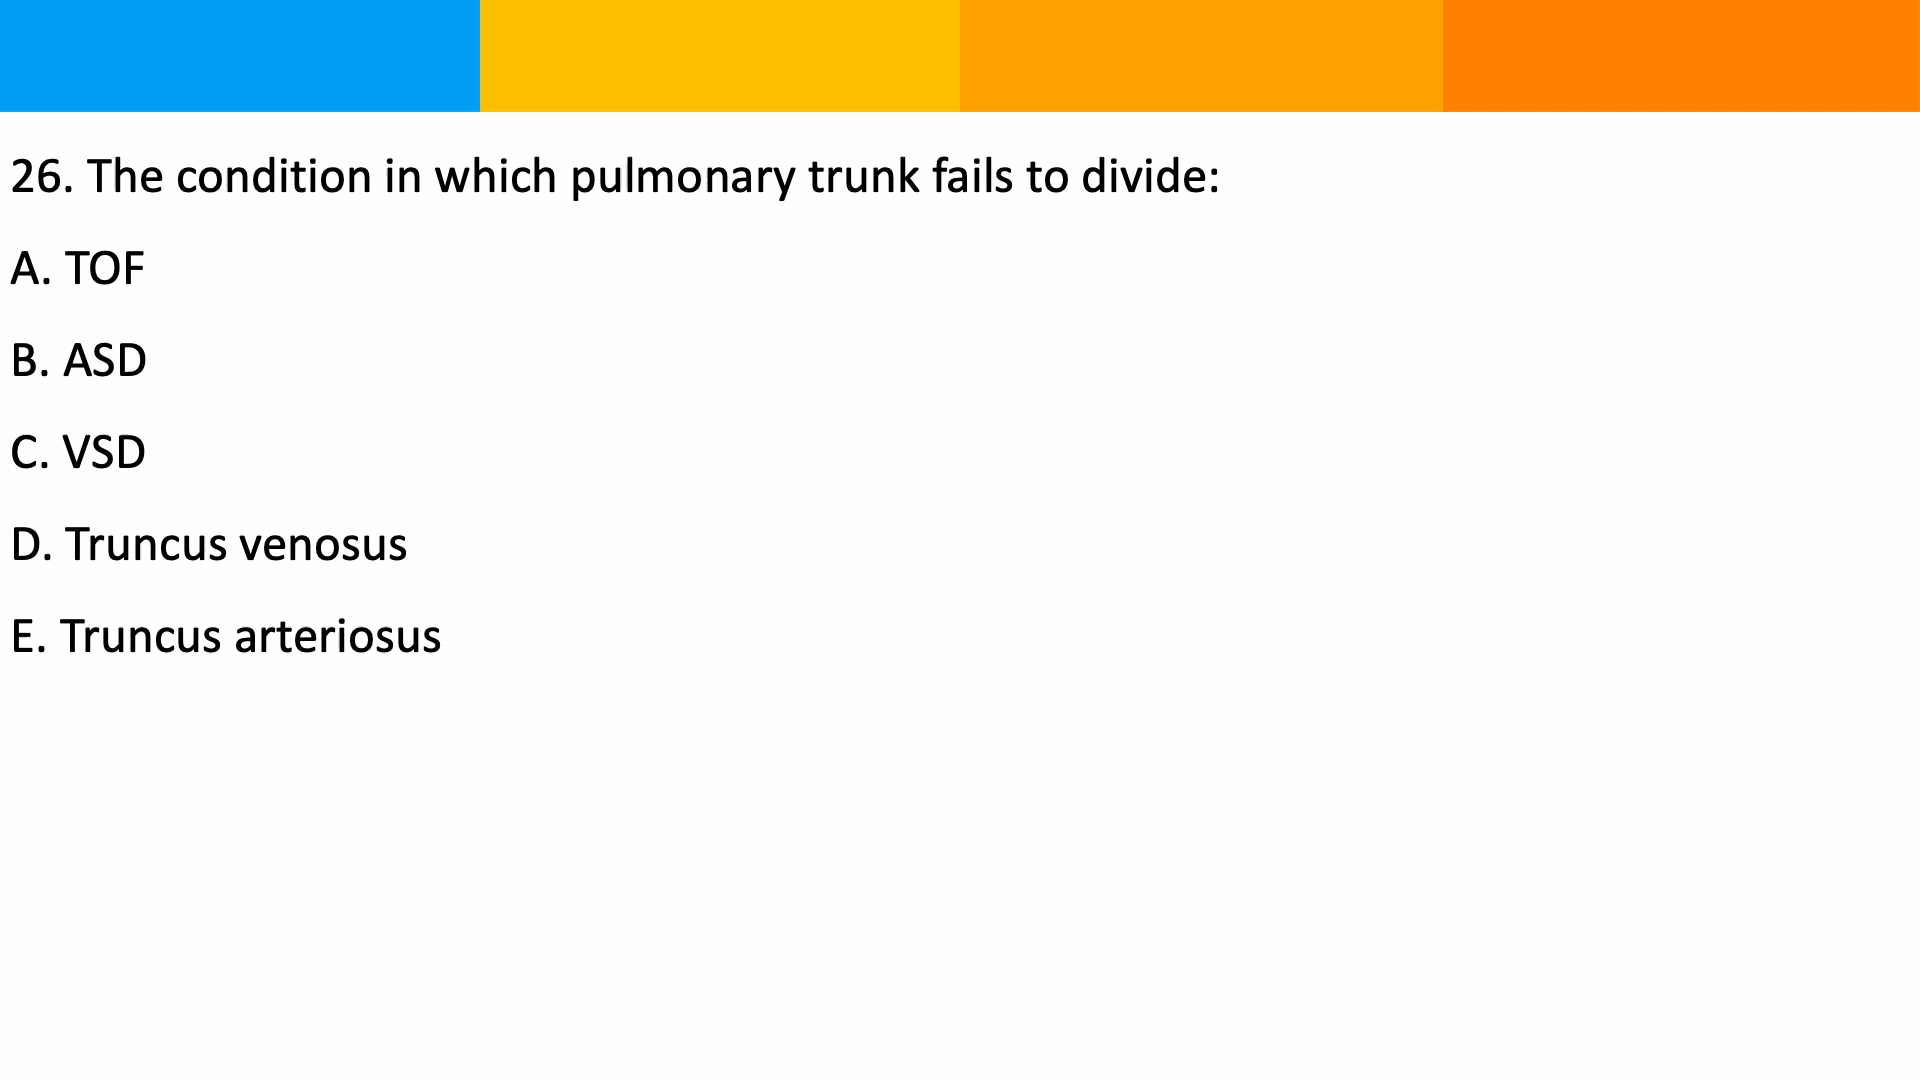 26. The condition in which pulmonary trunk fails to divide:
A. TOF
B. ASD
C. VSD
D. Truncus venosus
E. Truncus arteriosus